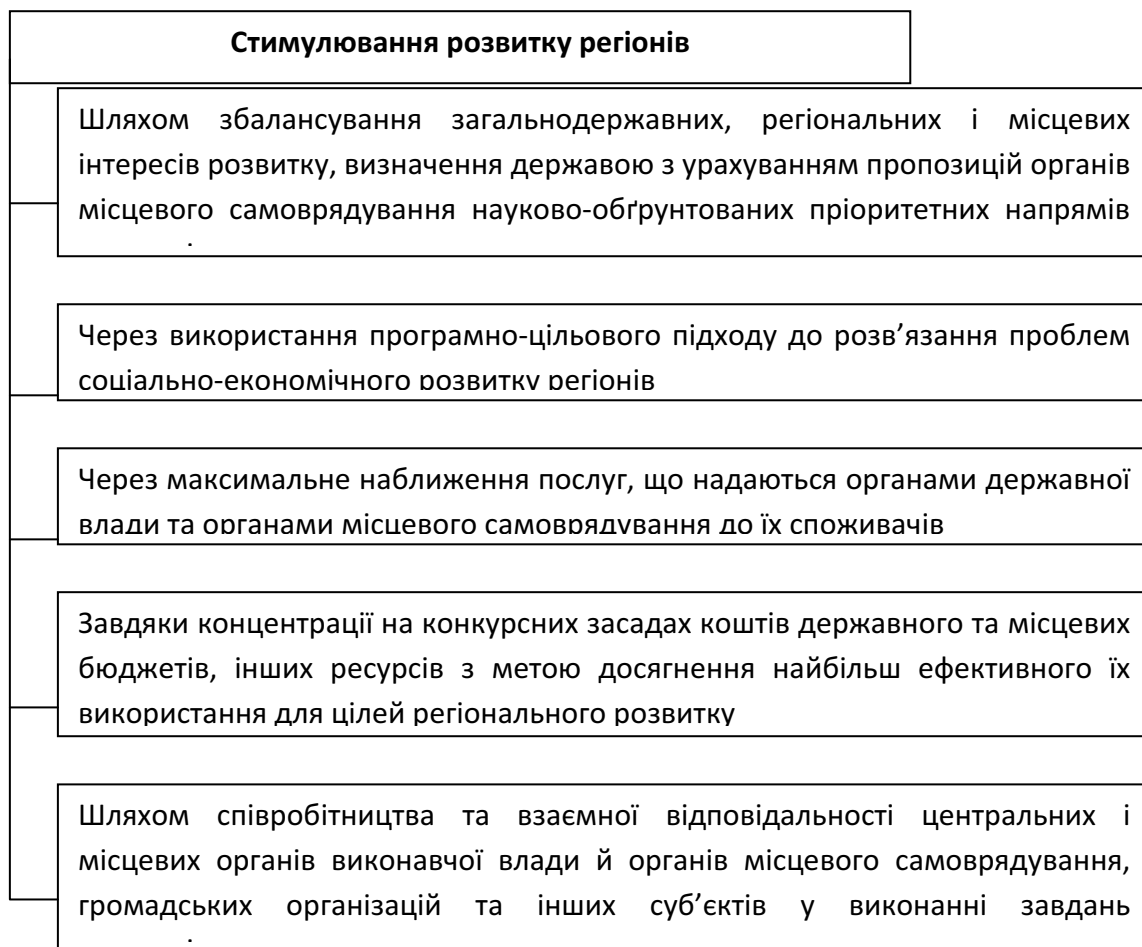 Стимулювання розвитку регіонів
Шляхом збалансування загальнодержавних, регіональних і місцевих
інтересів розвитку, визначення державою з урахуванням пропозицій органів
місцевого самоврядування науково-обґрунтованих пріоритетних напрямів
Через використання програмно-цільового підходу до розв’язання проблем
соціально-економічного розвитку регіонів
Через максимальне наближення послуг, що надаються органами державної
влади та органами місцевого самоврядування до їх споживачів
Завдяки концентрації на конкурсних засадах коштів державного та місцевих
бюджетів, інших ресурсів з метою досягнення найбільш ефективного їх
використання для цілей регіонального розвитку
Шляхом співробітництва та взаємної відповідальності центральних і
місцевих органів виконавчої влади й органів місцевого самоврядування,
громадських організацій та інших суб’єктів у виконанні завдань